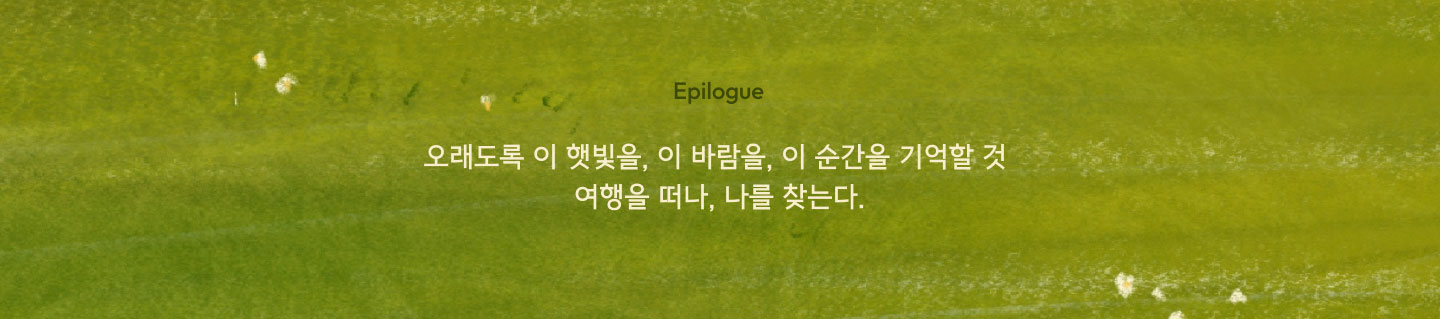 Epilogue
오래도록 이 햇빛을, 이 바람을, 이 순간을 기억할 것
여행을 떠나, 나를 찾는다.